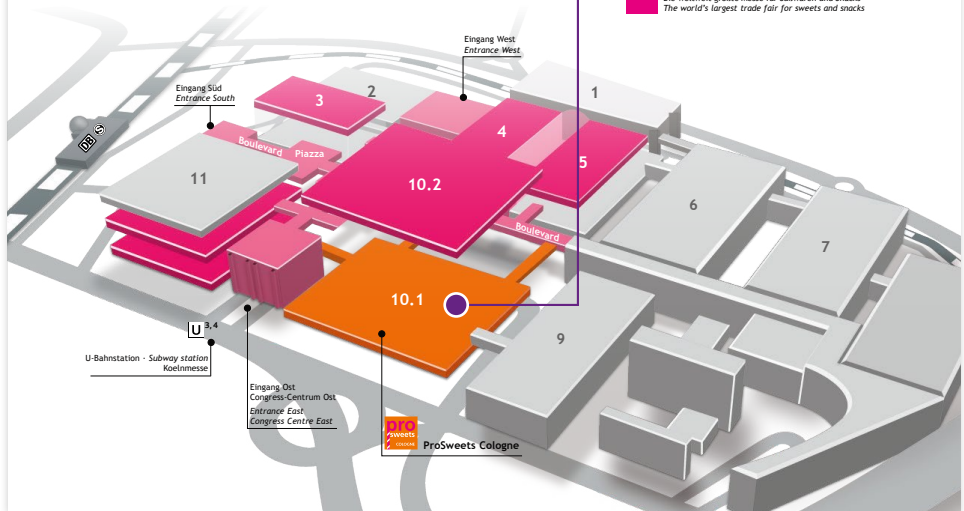 The world's largest trade fair for sweets and snacks
Eingang West
Entrance West
Eingang Süd
Entrance South
1
2
3
4
5
Boulevard
Piazza
11
10.2
6
7
Boulevard
10.1
9
DB S
U 3,4
U-Bahnstation · Subway station
Koelnmesse
Eingang Ost
Congress-Centrum Ost
Entrance East
Congress Centre East
pro
sweets
COLOGNE
ProSweets Cologne